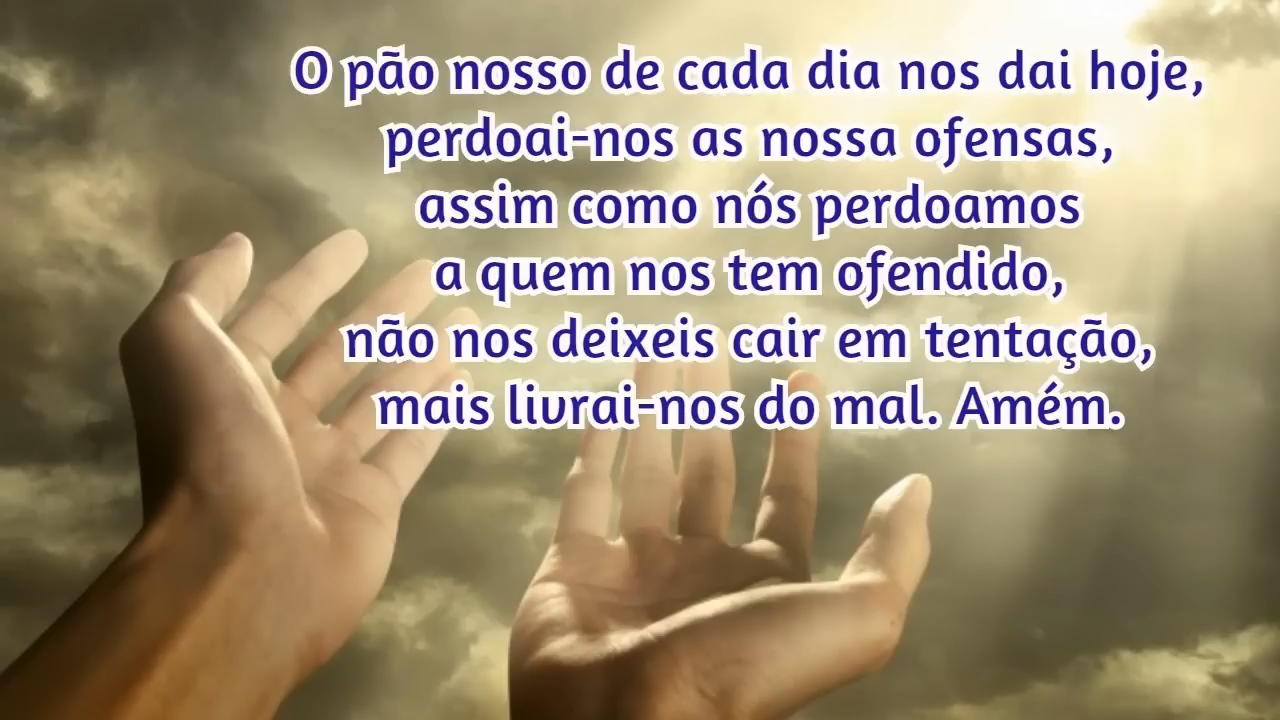 O pão nosso de cada dia nos dai hoje,
perdoai-nos as nossa ofensas,
assim como nós perdoamos
a quem nos tem ofendido,
não nos deixeis cair em tentação,
mais livrai-nos do mal. Amém.